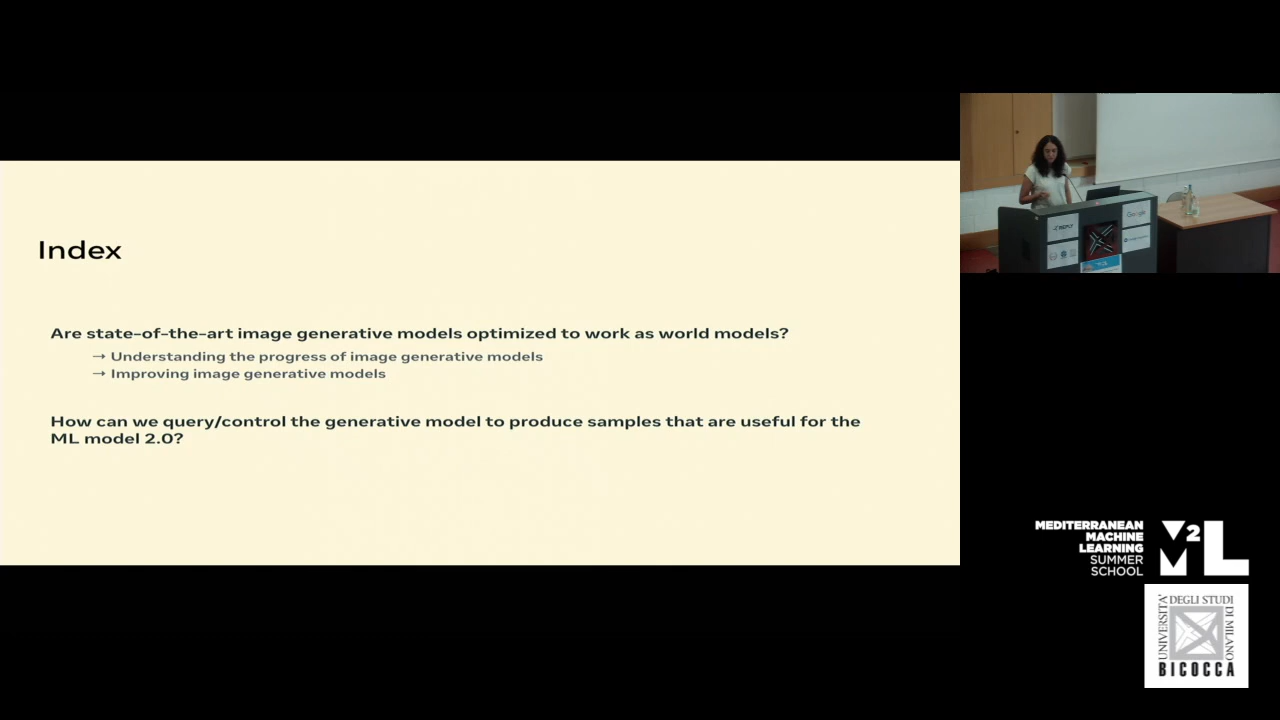 Index
Are state-of-the-art image generative models optimized to work as world models?
→ Understanding the progress of image generative models
→ Improving image generative models
How can we query/control the generative model to produce samples that are useful for the
ML model 2.0?
Google
MEDITERRANEAN
MACHINE
LEARNING
SUMMER
SCHOOL
M2L
UNIVERSITA'
DEGLI STUDI
DI MILANO
BICOCCA